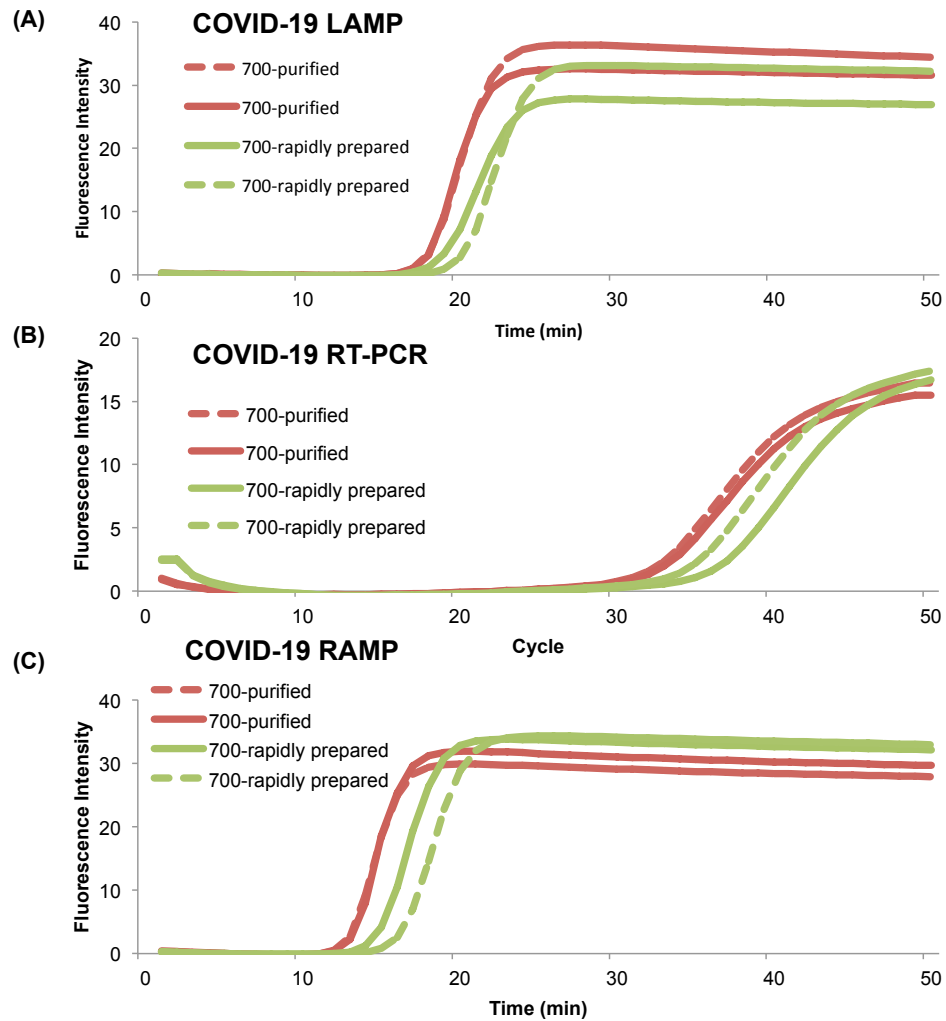 (A)
COVID-19 LAMP
40
30
20
10
0
Fluorescence Intensity
700-purified
700-purified
700-rapidly prepared
700-rapidly prepared
0 10 20 30 40 50
Time (min)
(B)
COVID-19 RT-PCR
20
15
10
5
0
Fluorescence Intensity
700-purified
700-purified
700-rapidly prepared
700-rapidly prepared
0 10 20 30 40 50
Cycle
(C)
COVID-19 RAMP
40
30
20
10
0
Fluorescence Intensity
700-purified
700-purified
700-rapidly prepared
700-rapidly prepared
0 10 20 30 40 50
Time (min)